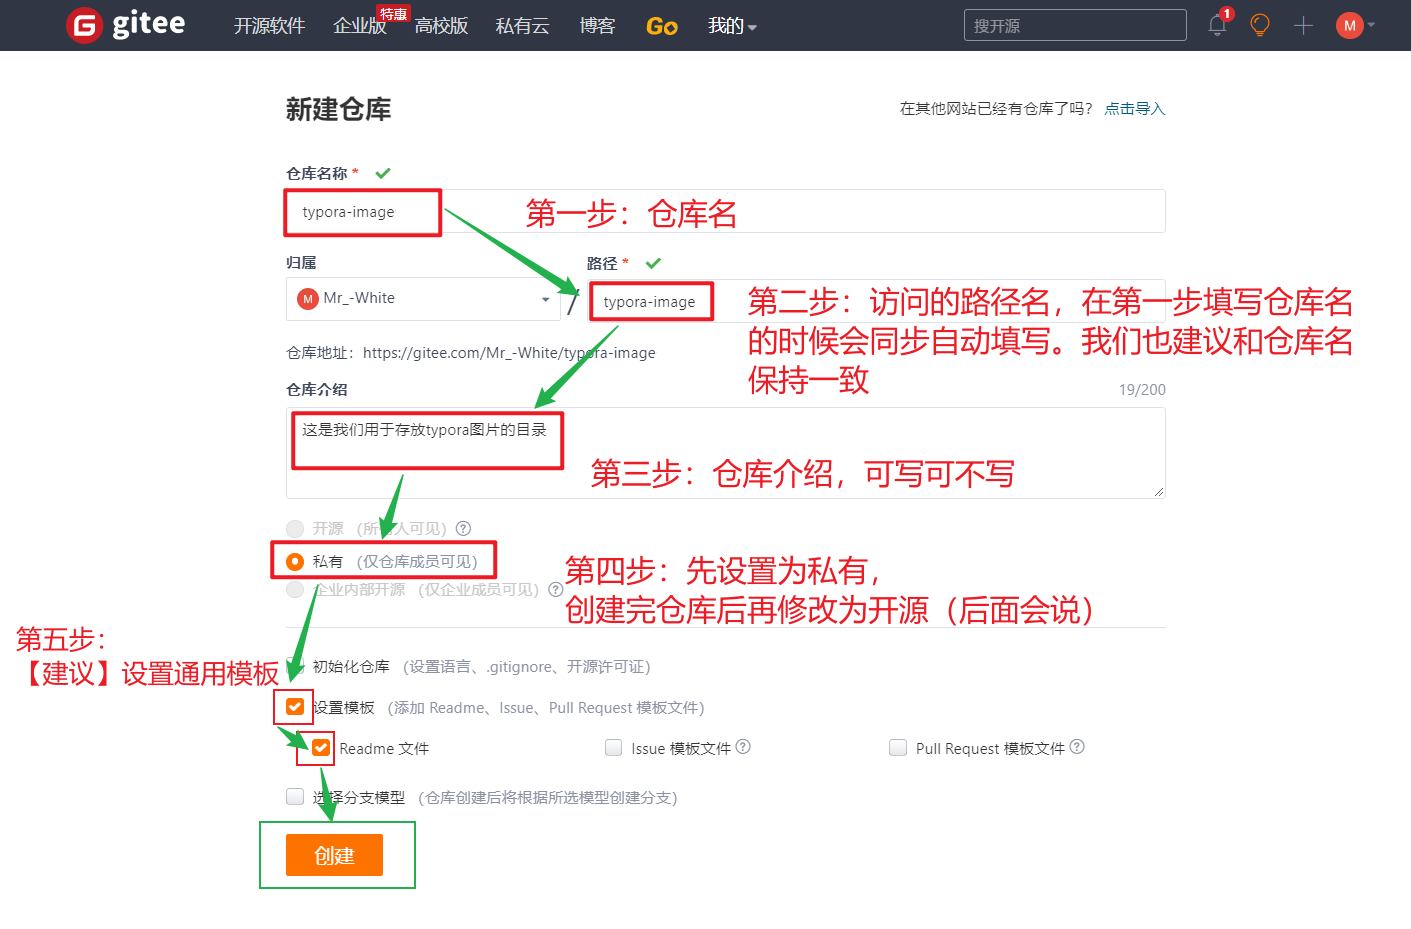 gitee
开源软件
企业版
特惠
高校版
私有云
博客
Go
我的
搜开源
1
M
新建仓库
在其他网站已经有仓库了吗? 点击导入
仓库名称 *
typora-image
第一步：仓库名
归属
路径 *
M Mr_-White
/
typora-image
第二步：访问的路径名，在第一步填写仓库名
的时候会同步自动填写。我们也建议和仓库名
保持一致
仓库地址：https://gitee.com/Mr_-White/typora-image
仓库介绍
19/200
这是我们用于存放typora图片的目录
第三步：仓库介绍，可写可不写
开源 (所有人可见) ?
私有 (仅仓库成员可见)
企业内部开源 (仅企业成员可见) ?
第四步：先设置为私有，
创建完仓库后再修改为开源（后面会说）
第五步：
【建议】设置通用模板
初始化仓库 (设置语言、.gitignore、开源许可证)
设置模板 (添加 Readme、Issue、Pull Request 模板文件)
Readme 文件
Issue 模板文件 ?
Pull Request 模板文件 ?
选择分支模型 (仓库创建后将根据所选模型创建分支)
创建